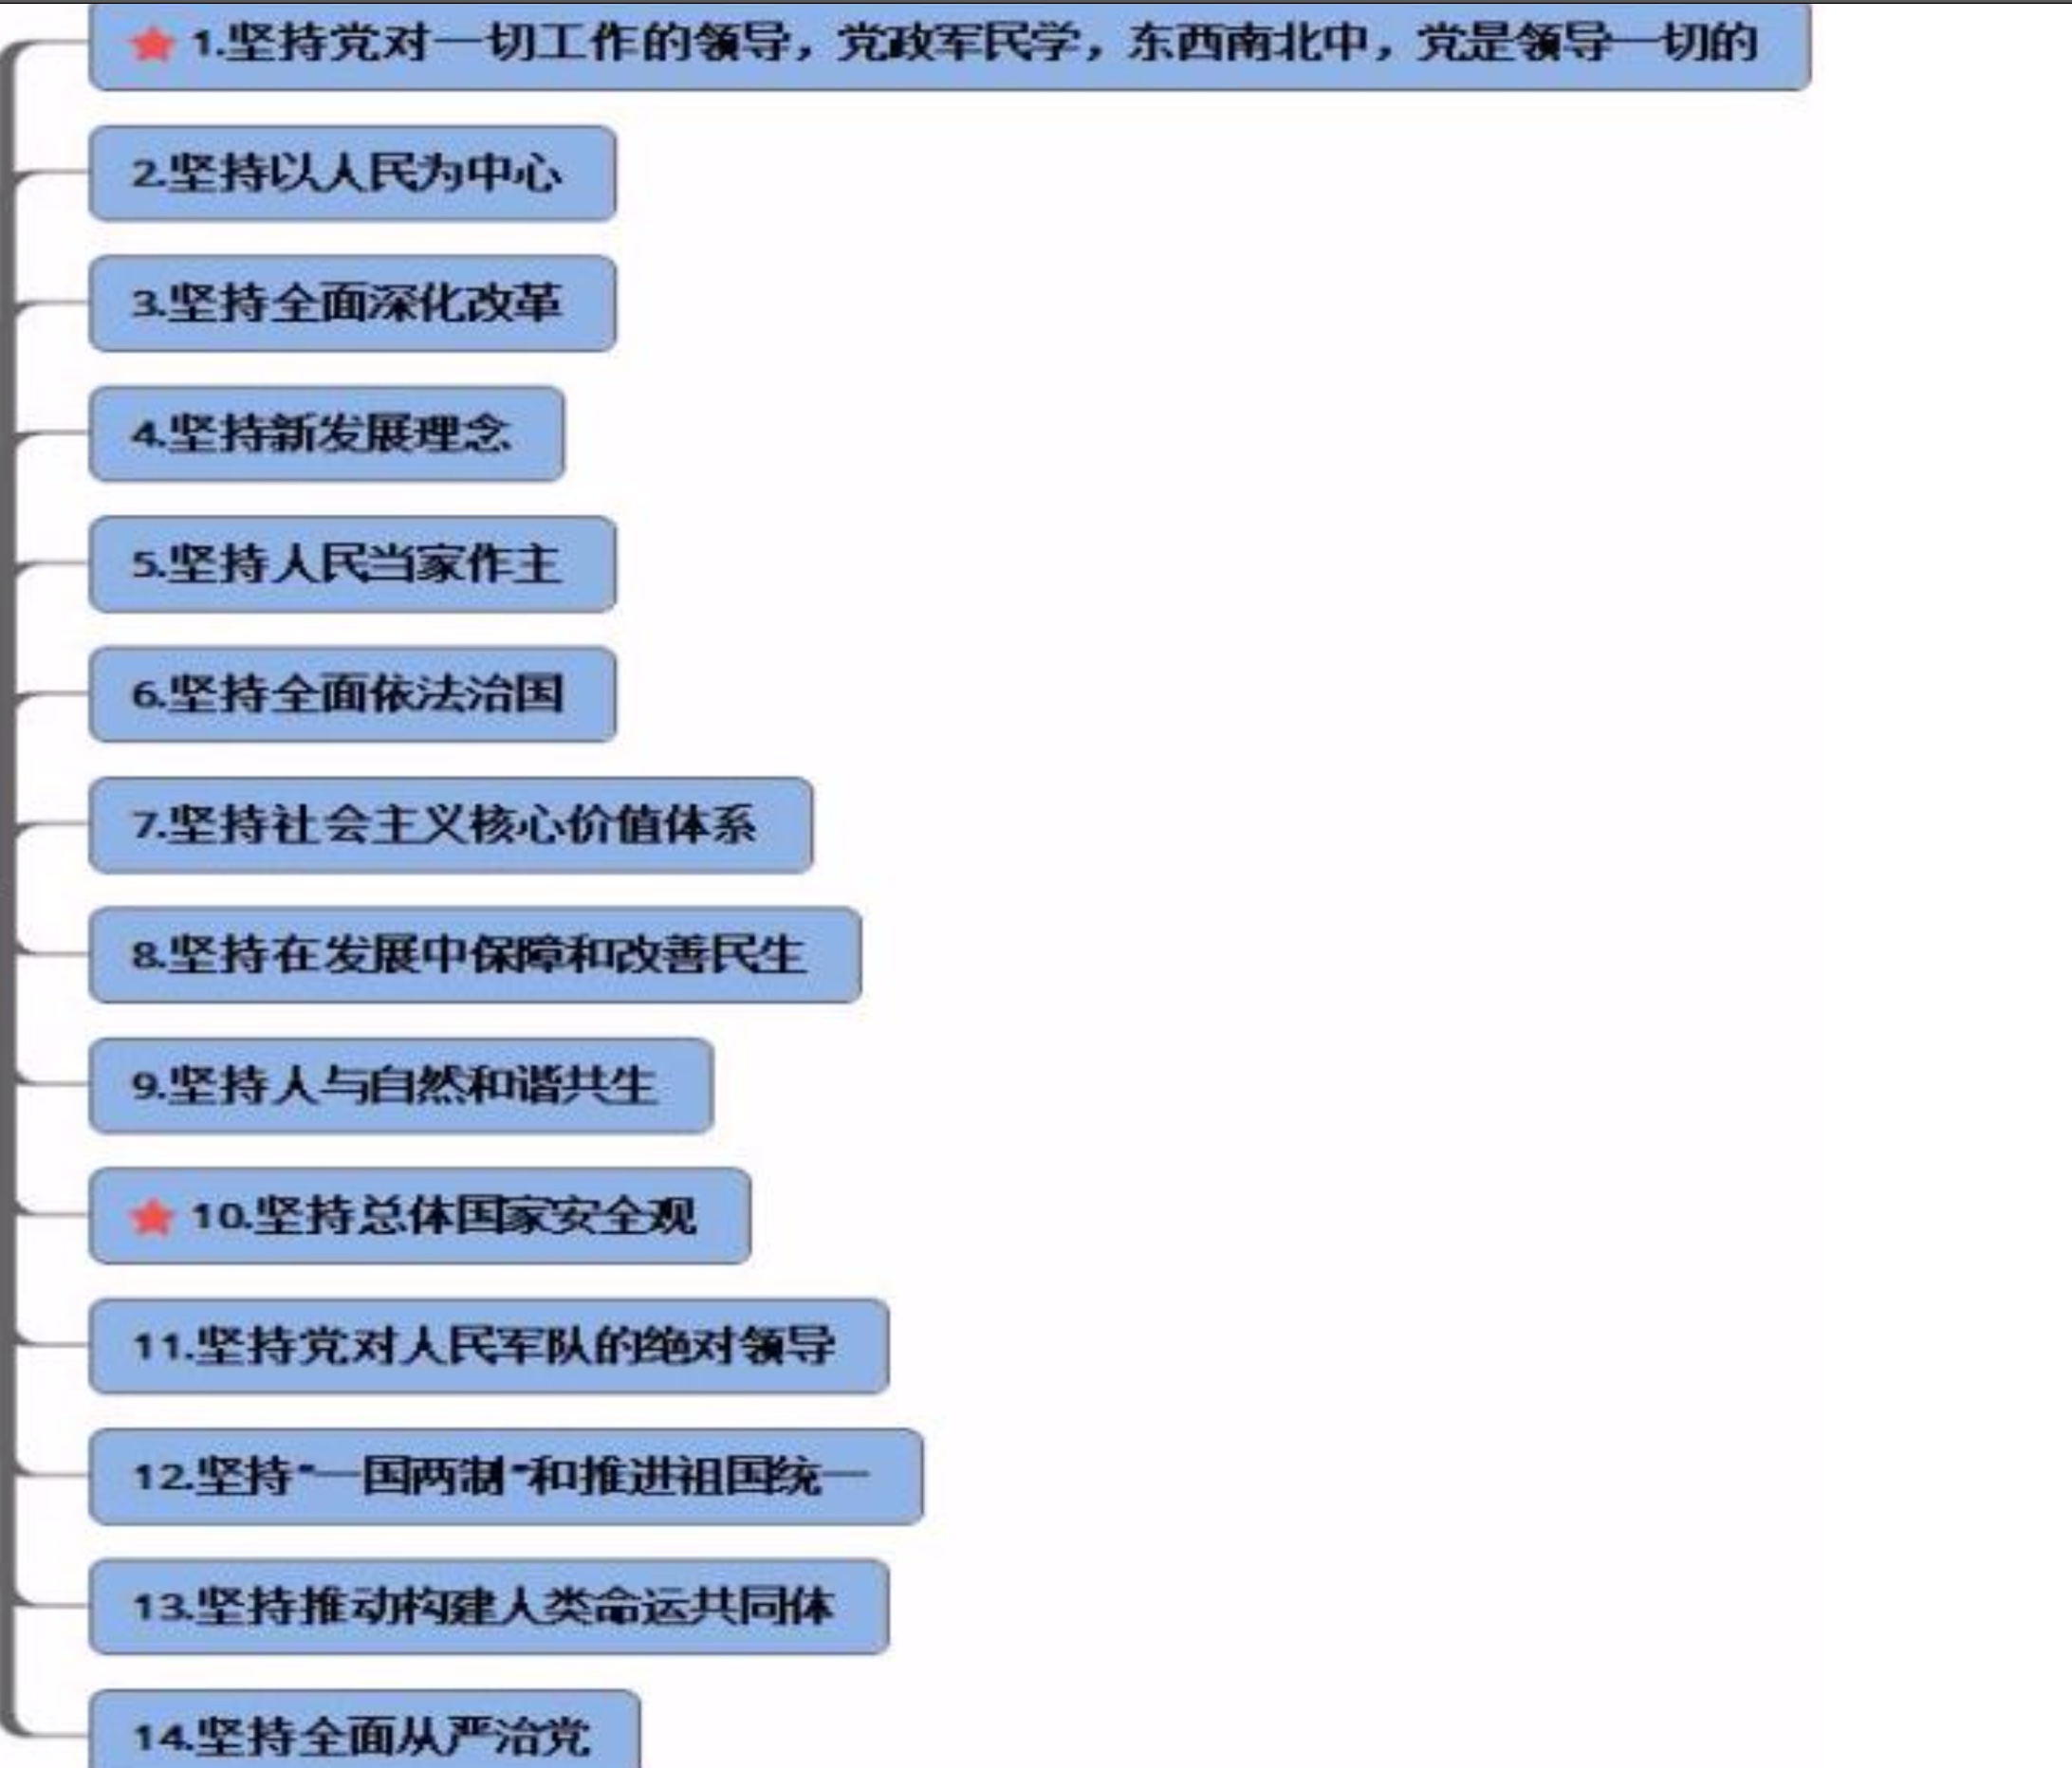 1.坚持党对一切工作的领导，党政军民学，东西南北中，党是领导一切的
2.坚持以人民为中心
3.坚持全面深化改革
4.坚持新发展理念
5.坚持人民当家作主
6.坚持全面依法治国
7.坚持社会主义核心价值体系
8.坚持在发展中保障和改善民生
9.坚持人与自然和谐共生
10.坚持总体国家安全观
11.坚持党对人民军队的绝对领导
12.坚持“一国两制”和推进祖国统一
13.坚持推动构建人类命运共同体
14.坚持全面从严治党